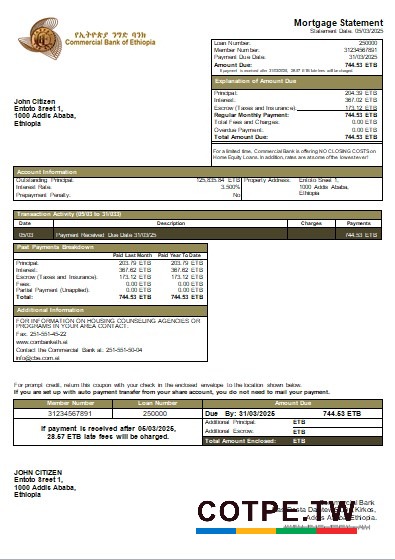 የኢትዮጵያ ንግድ ባንክ
Commercial Bank of Ethiopia
Mortgage Statement
Statement Date: 05/03/2025
Loan Number: 250000
Member Number: 31234567891
Payment Due Date: 31/03/2025
Amount Due: 744.53 ETB
If payment is received after 31/03/2025, 28.57 ETB late fees will be charged.
Explanation of Amount Due
Principal: 204.39 ETB
Interest: 367.02 ETB
Escrow (Taxes and Insurance): 173.12 ETB
Regular Monthly Payment: 744.53 ETB
Total Fees and Charges: 0.00 ETB
Overdue Payment: 0.00 ETB
Total Amount Due: 744.53 ETB
For a limited time, Commercial Bank is offering NO CLOSING COSTS on
Home Equity Loans. In addition, rates are at some of the lowest ever!
John Citizen
Entoto Sreet 1,
1000 Addis Ababa,
Ethiopia
Account Information
Outstanding Principal: 125,835.84 ETB Property Address: Entoto Sreet 1,
Interest Rate: 3.500% 1000 Addis Ababa,
Prepayment Penalty: No Ethiopia
Transaction Activity (05/03 to 31/033)
Date Description Charges Payments
05/03 Payment Received Due Date 31/03/25 744.53 ETB
Past Payments Breakdown
Paid Last Month Paid Year To Date
Principal: 203.79 ETB 203.79 ETB
Interest: 367.62 ETB 367.62 ETB
Escrow (Taxes and Insurance): 173.12 ETB 173.12 ETB
Fees: 0.00 ETB 0.00 ETB
Partial Payment (Unapplied): 0.00 ETB 0.00 ETB
Total: 744.53 ETB 744.53 ETB
Additional Information
FOR INFORMATION ON HOUSING COUNSELING AGENCIES OR
PROGRAMS IN YOUR AREA CONTACT:
Fax. 251-551-45-22
www.combanketh.et
Contact the Commercial Bank at: 251-551-50-04
info@cbe.com.et
For prompt credit, return this coupon with your check in the enclosed envelope to the location shown below.
If you are set up with auto payment transfer from your share account, you do not need to mail your payment.
Member Number Loan Number Amount Due
31234567891 250000 Due By: 31/03/2025 744.53 ETB
If payment is received after 05/03/2025,
28.57 ETB late fees will be charged.
Additional Principal: ETB
Additional Escrow: ETB
Total Amount Enclosed: ETB
JOHN CITIZEN
Entoto Sreet 1,
1000 Addis Ababa,
Ethiopia
COTPE.TW
Bank
Kirkos,
Ethiopia.